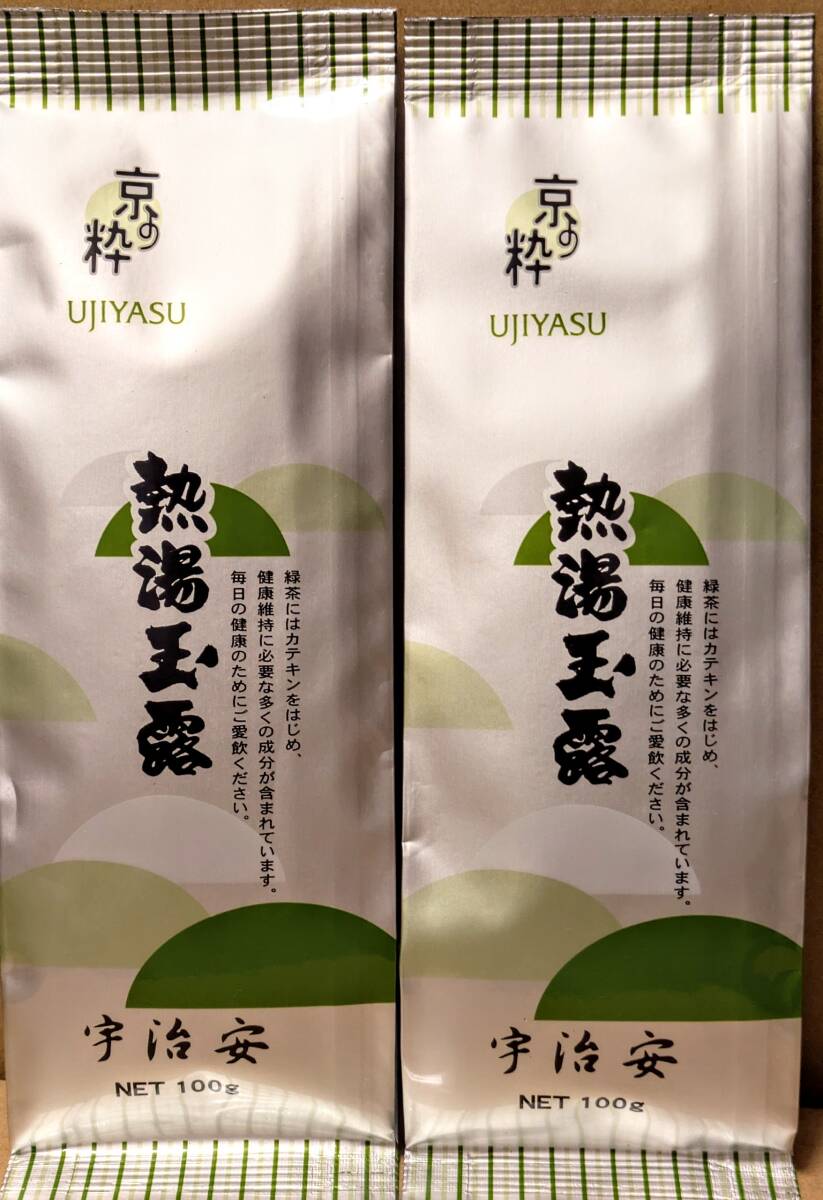 京の粋
UJIYASU
熱湯玉露
緑茶にはカテキンをはじめ、
健康維持に必要な多くの成分が含まれています。
毎日の健康のためにご愛飲ください。
宇治安
NET 100g
京の粋
UJIYASU
熱湯玉露
緑茶にはカテキンをはじめ、
健康維持に必要な多くの成分が含まれています。
毎日の健康のためにご愛飲ください。
宇治安
NET 100g